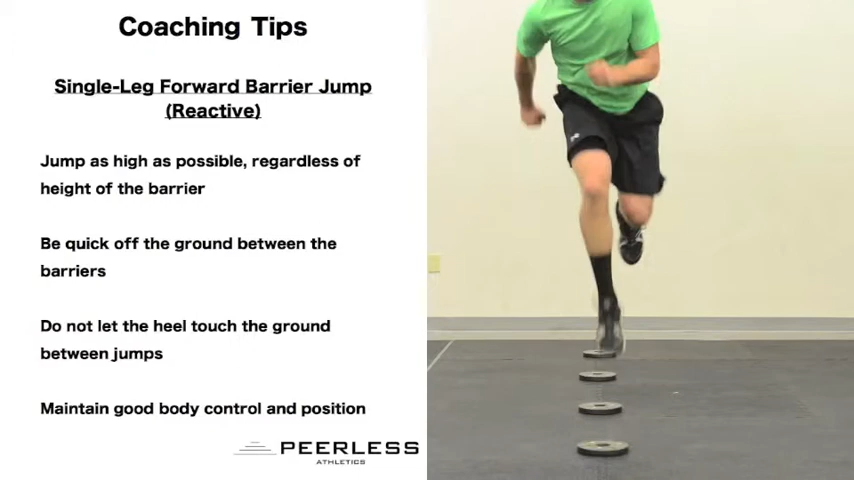 Coaching Tips
Single-Leg Forward Barrier Jump
(Reactive)
Jump as high as possible, regardless of
height of the barrier
Be quick off the ground between the
barriers
Do not let the heel touch the ground
between jumps
Maintain good body control and position
PEERLESS
ATHLETICS